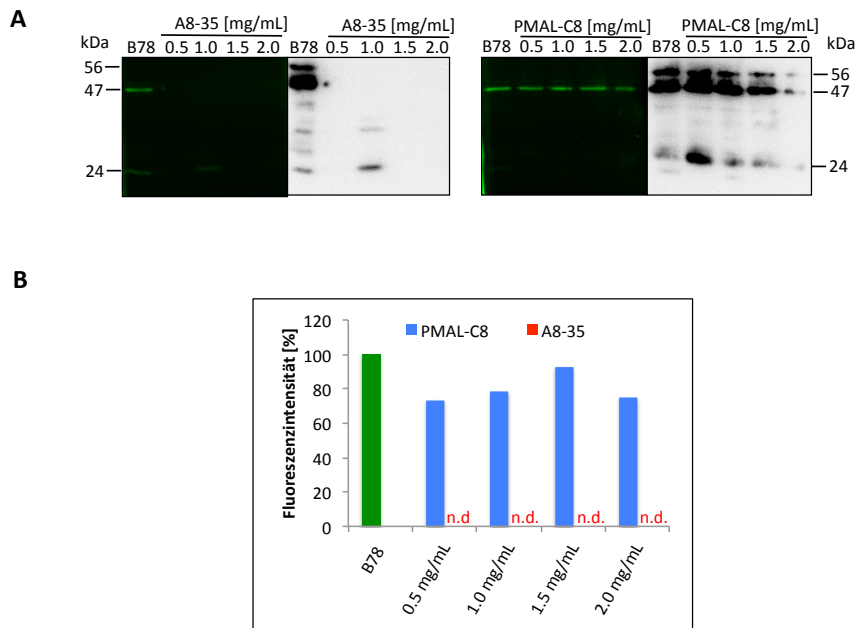 A
A8-35 [mg/mL]
A8-35 [mg/mL]
PMAL-C8 [mg/mL]
PMAL-C8 [mg/mL]
kDa
B78 0.5 1.0 1.5 2.0
B78 0.5 1.0 1.5 2.0
B78 0.5 1.0 1.5 2.0
B78 0.5 1.0 1.5 2.0
kDa
56
47
24
56
47
24
B
Fluoreszenzintensität [%]
120
100
80
60
40
20
0
PMAL-C8
A8-35
n.d
n.d.
n.d.
n.d.
B78
0.5 mg/mL
1.0 mg/mL
1.5 mg/mL
2.0 mg/mL